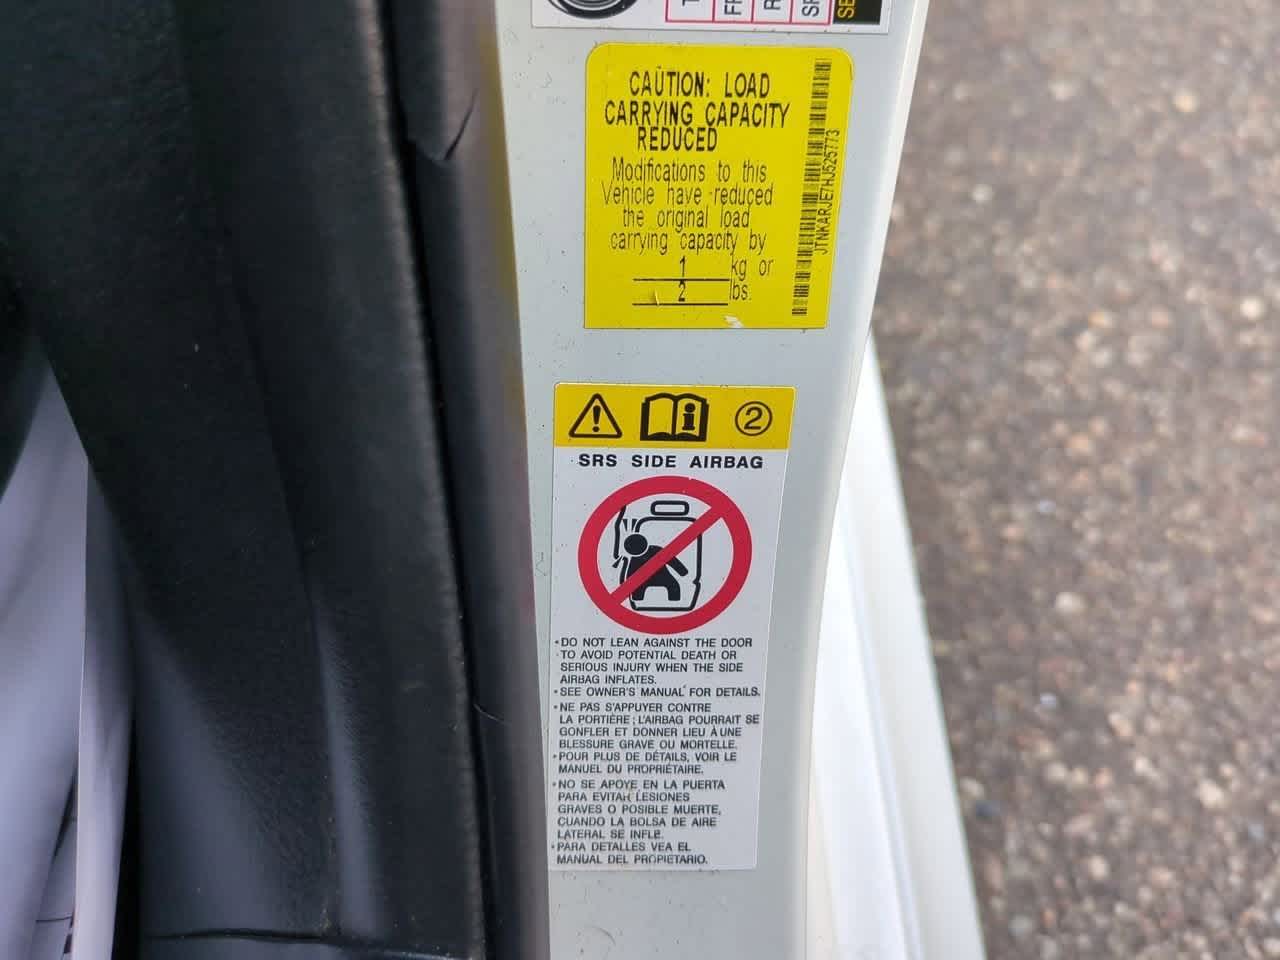 CAUTION: LOAD
CARRYING CAPACITY
REDUCED
Modifications to this
Vehicle have reduced
the original load
carrying capacity by
1 kg or
2 lbs.
JTNKARJE7HJ525773
2
SRS SIDE AIRBAG
• DO NOT LEAN AGAINST THE DOOR
TO AVOID POTENTIAL DEATH OR
SERIOUS INJURY WHEN THE SIDE
AIRBAG INFLATES.
• SEE OWNER'S MANUAL FOR DETAILS.
• NE PAS S'APPUYER CONTRE
LA PORTIÈRE ; L'AIRBAG POURRAIT SE
GONFLER ET DONNER LIEU À UNE
BLESSURE GRAVE OU MORTELLE.
• POUR PLUS DE DÉTAILS, VOIR LE
MANUEL DU PROPRIÉTAIRE.
• NO SE APOYE EN LA PUERTA
PARA EVITAR LESIONES
GRAVES O POSIBLE MUERTE,
CUANDO LA BOLSA DE AIRE
LATERAL SE INFLE.
• PARA DETALLES VEA EL
MANUAL DEL PROPIETARIO.